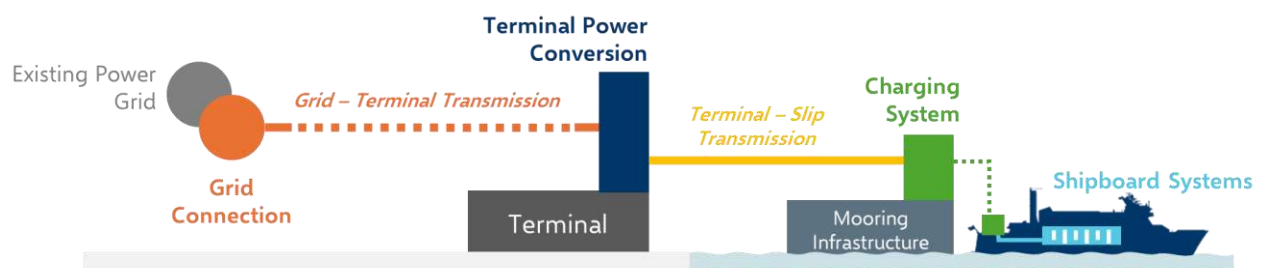 Terminal Power
Conversion
Existing Power
Grid
Grid – Terminal Transmission
Charging
System
Terminal – Slip
Transmission
Grid
Connection
Shipboard Systems
Terminal
Mooring
Infrastructure